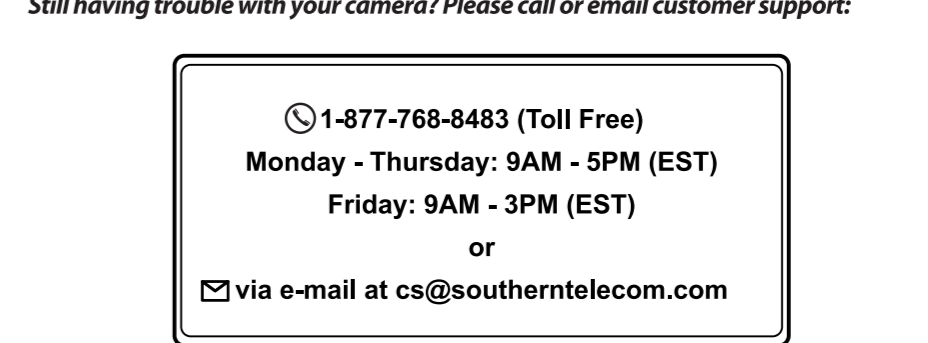 Still having trouble with your camera? Please call or email customer support:
1-877-768-8483 (Toll Free)
Monday - Thursday: 9AM - 5PM (EST)
Friday: 9AM - 3PM (EST)
or
via e-mail at cs@southerntelecom.com